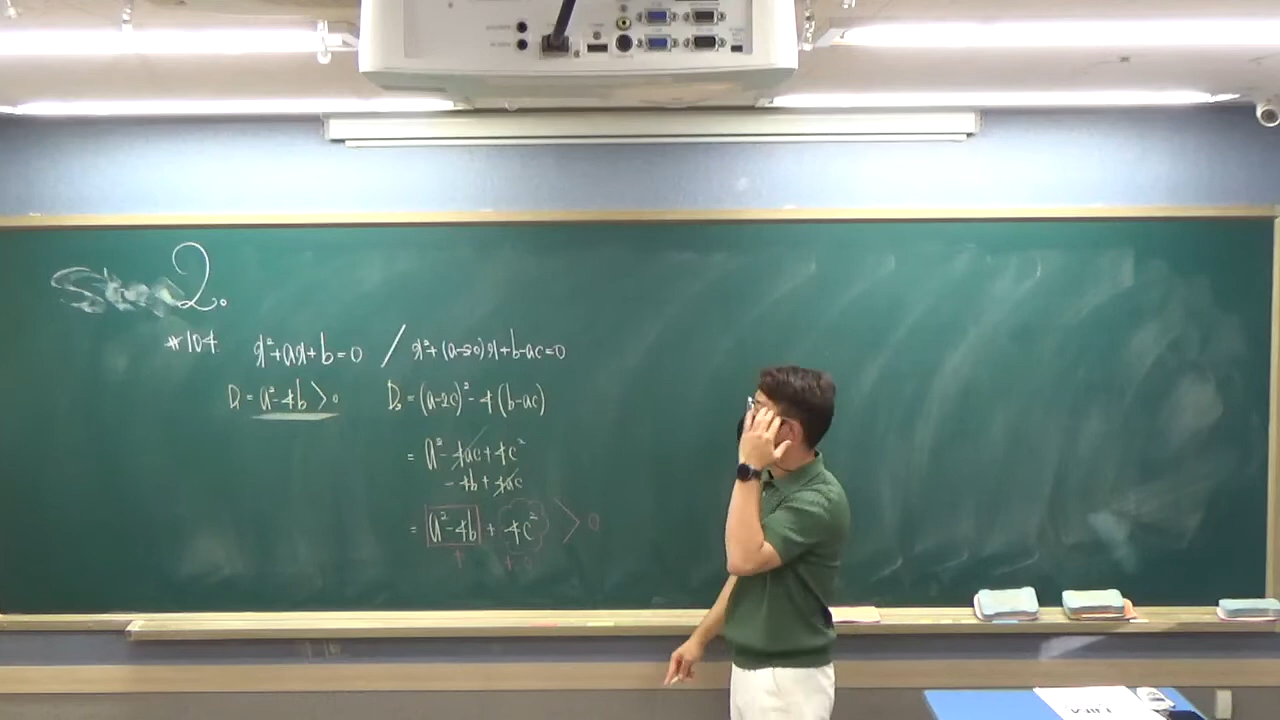 Step 2.
#104. x²+ax+b=0 / x²+(a-2c)x+b-ac=0
D₁ = a²-4b>0 D₂ = (a-2c)²-4(b-ac)
= a²-4ac+4c²
-4b+4ac
= a²-4b + 4c² > 0
+